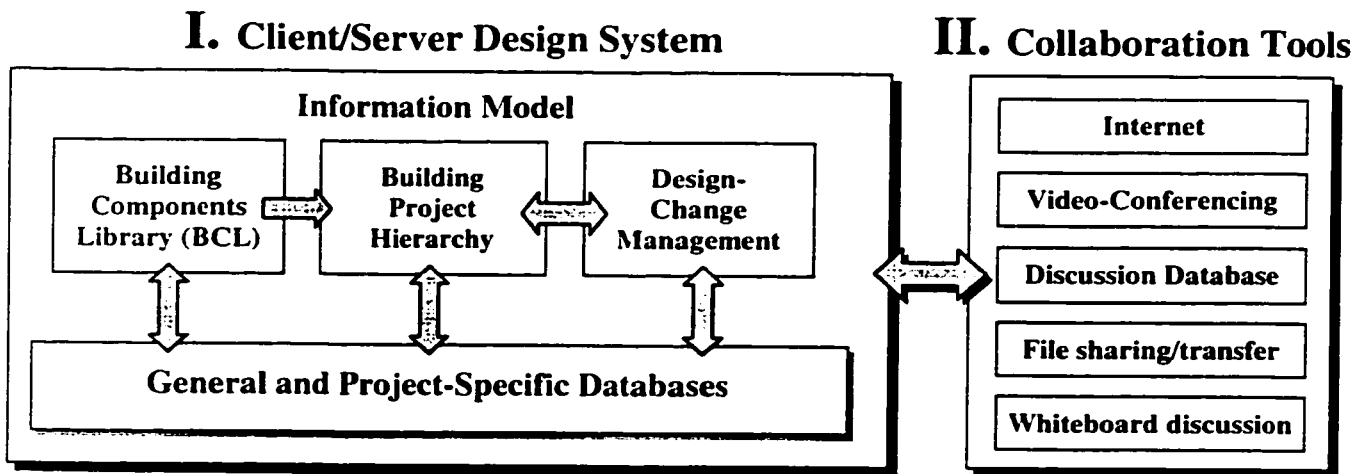 I. Client/Server Design System
Information Model
Building
Components
Library (BCL)
Building
Project
Hierarchy
Design-
Change
Management
General and Project-Specific Databases
II. Collaboration Tools
Internet
Video-Conferencing
Discussion Database
File sharing/transfer
Whiteboard discussion